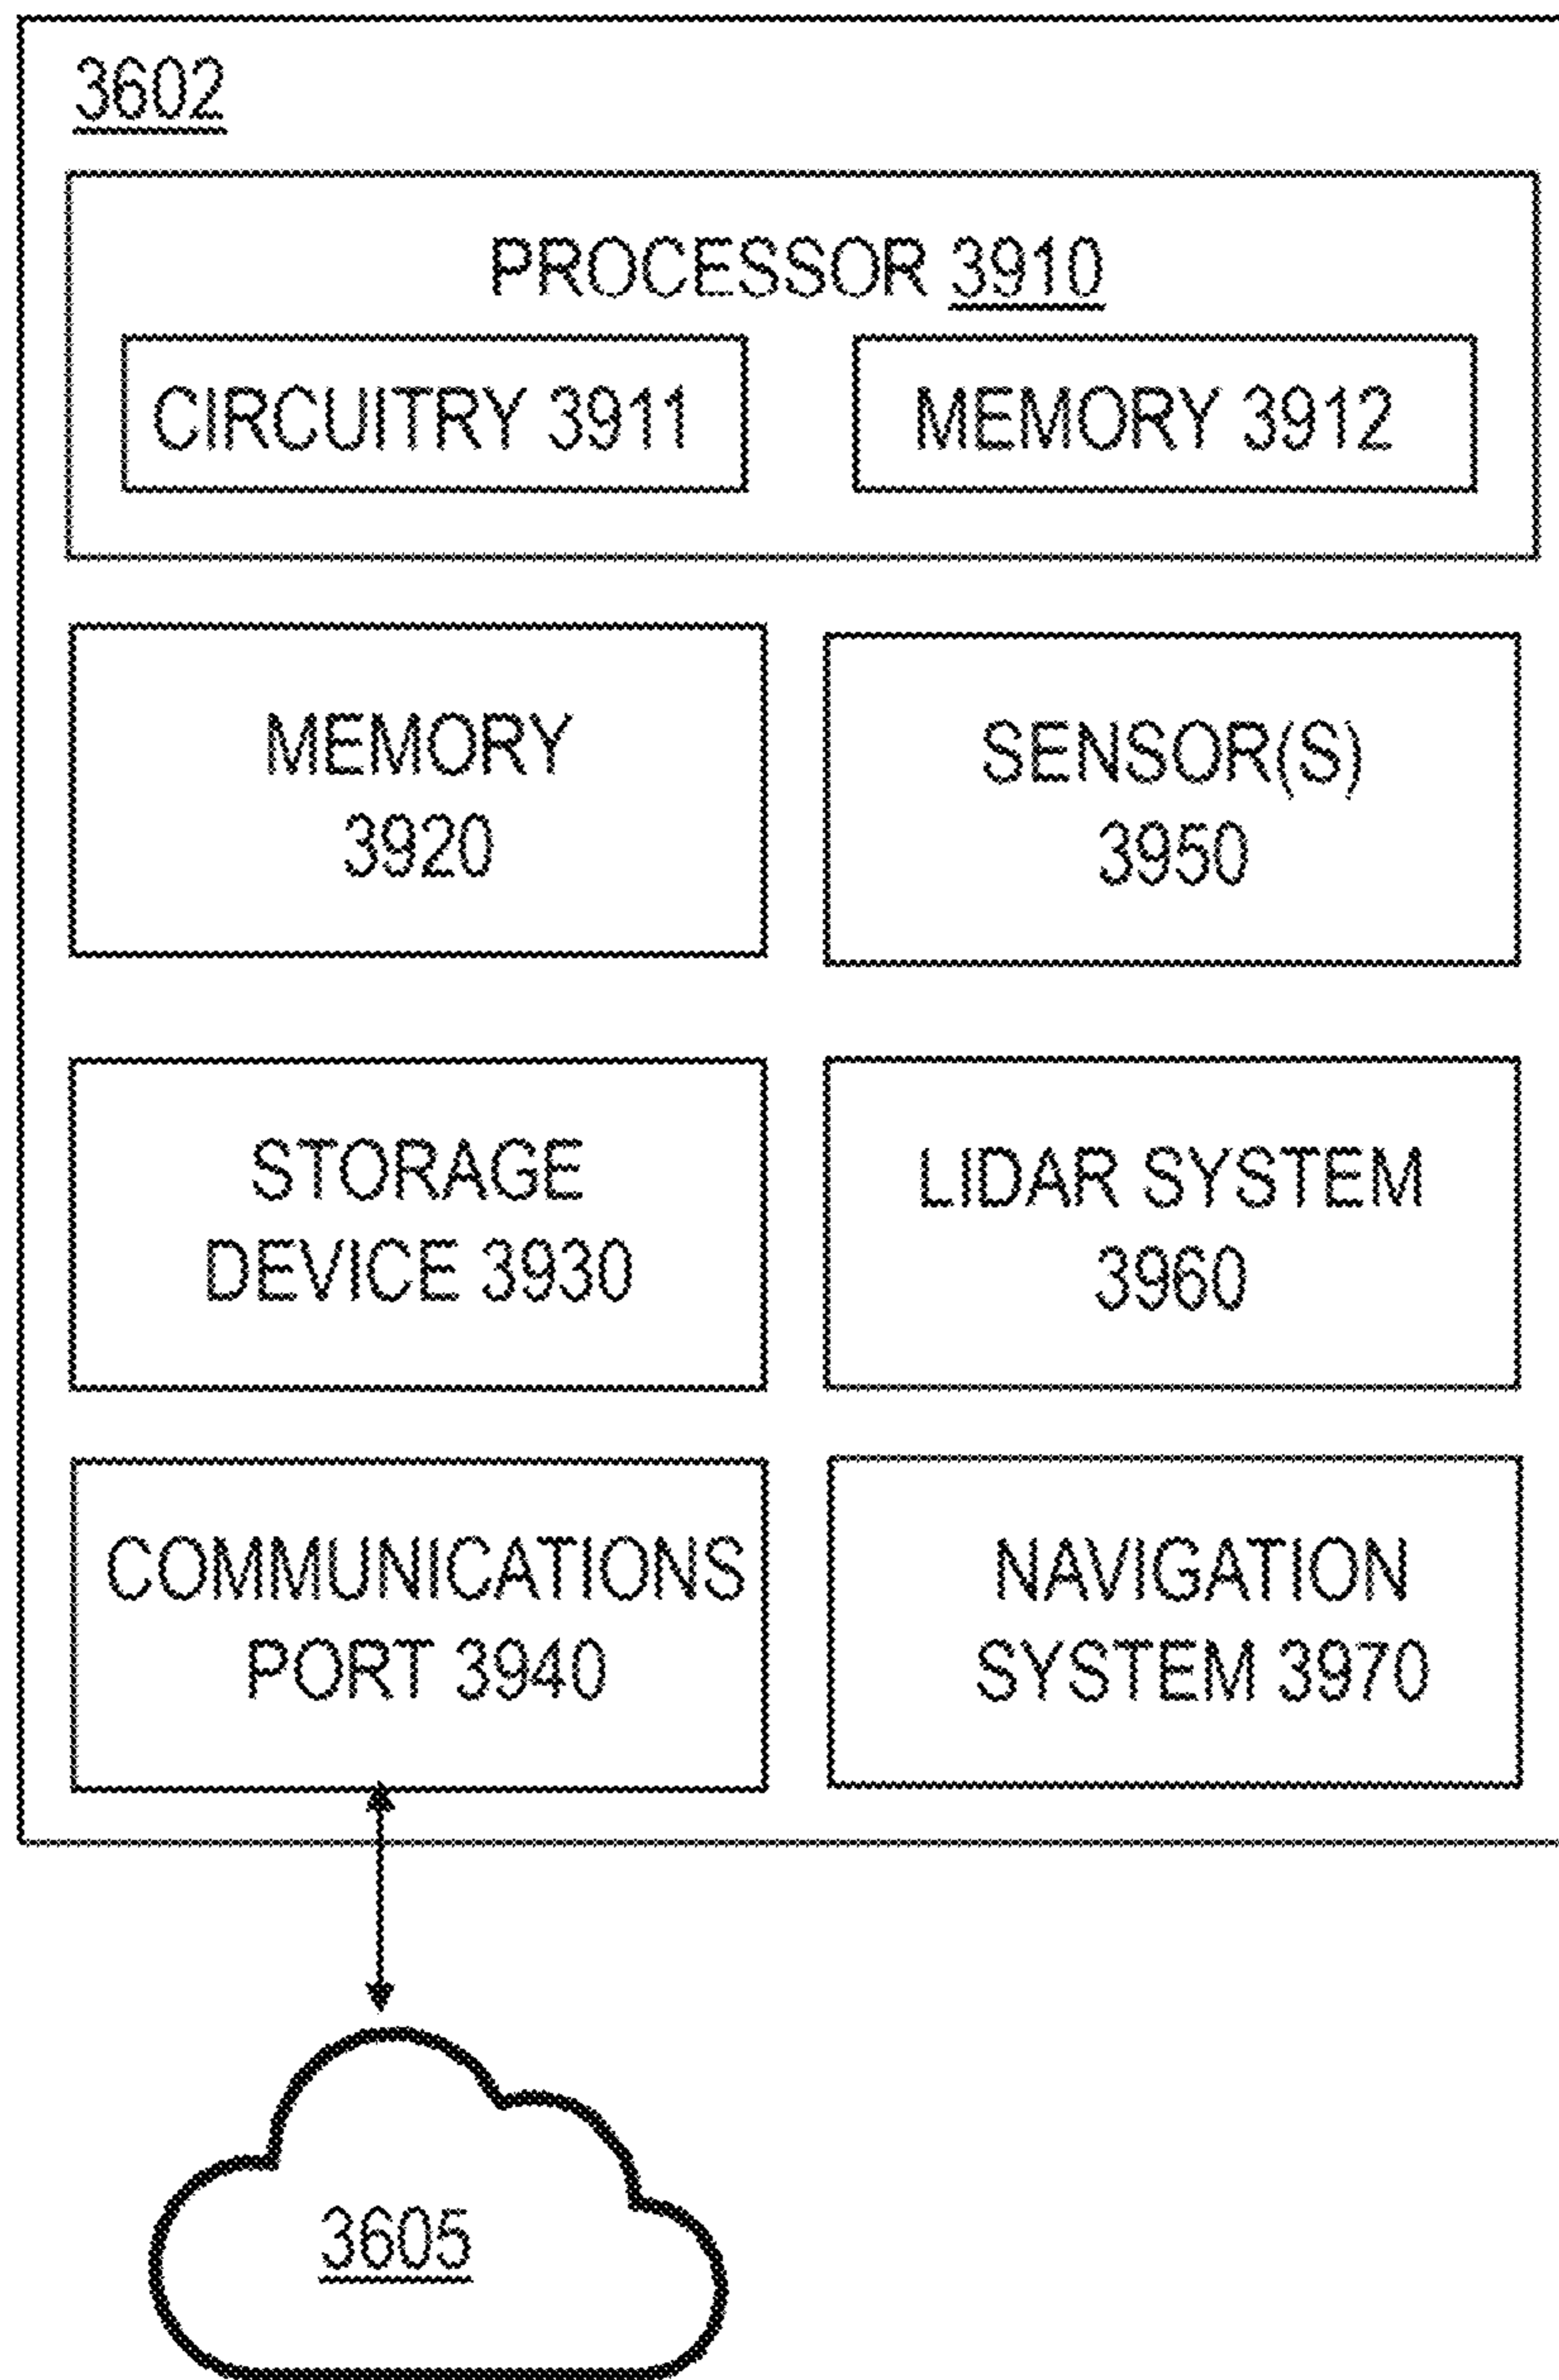 3602
PROCESSOR 3910
CIRCUITRY 3911
MEMORY 3912
MEMORY
3920
SENSOR(S)
3950
STORAGE
DEVICE 3930
LIDAR SYSTEM
3960
COMMUNICATIONS
PORT 3940
NAVIGATION
SYSTEM 3970
3605